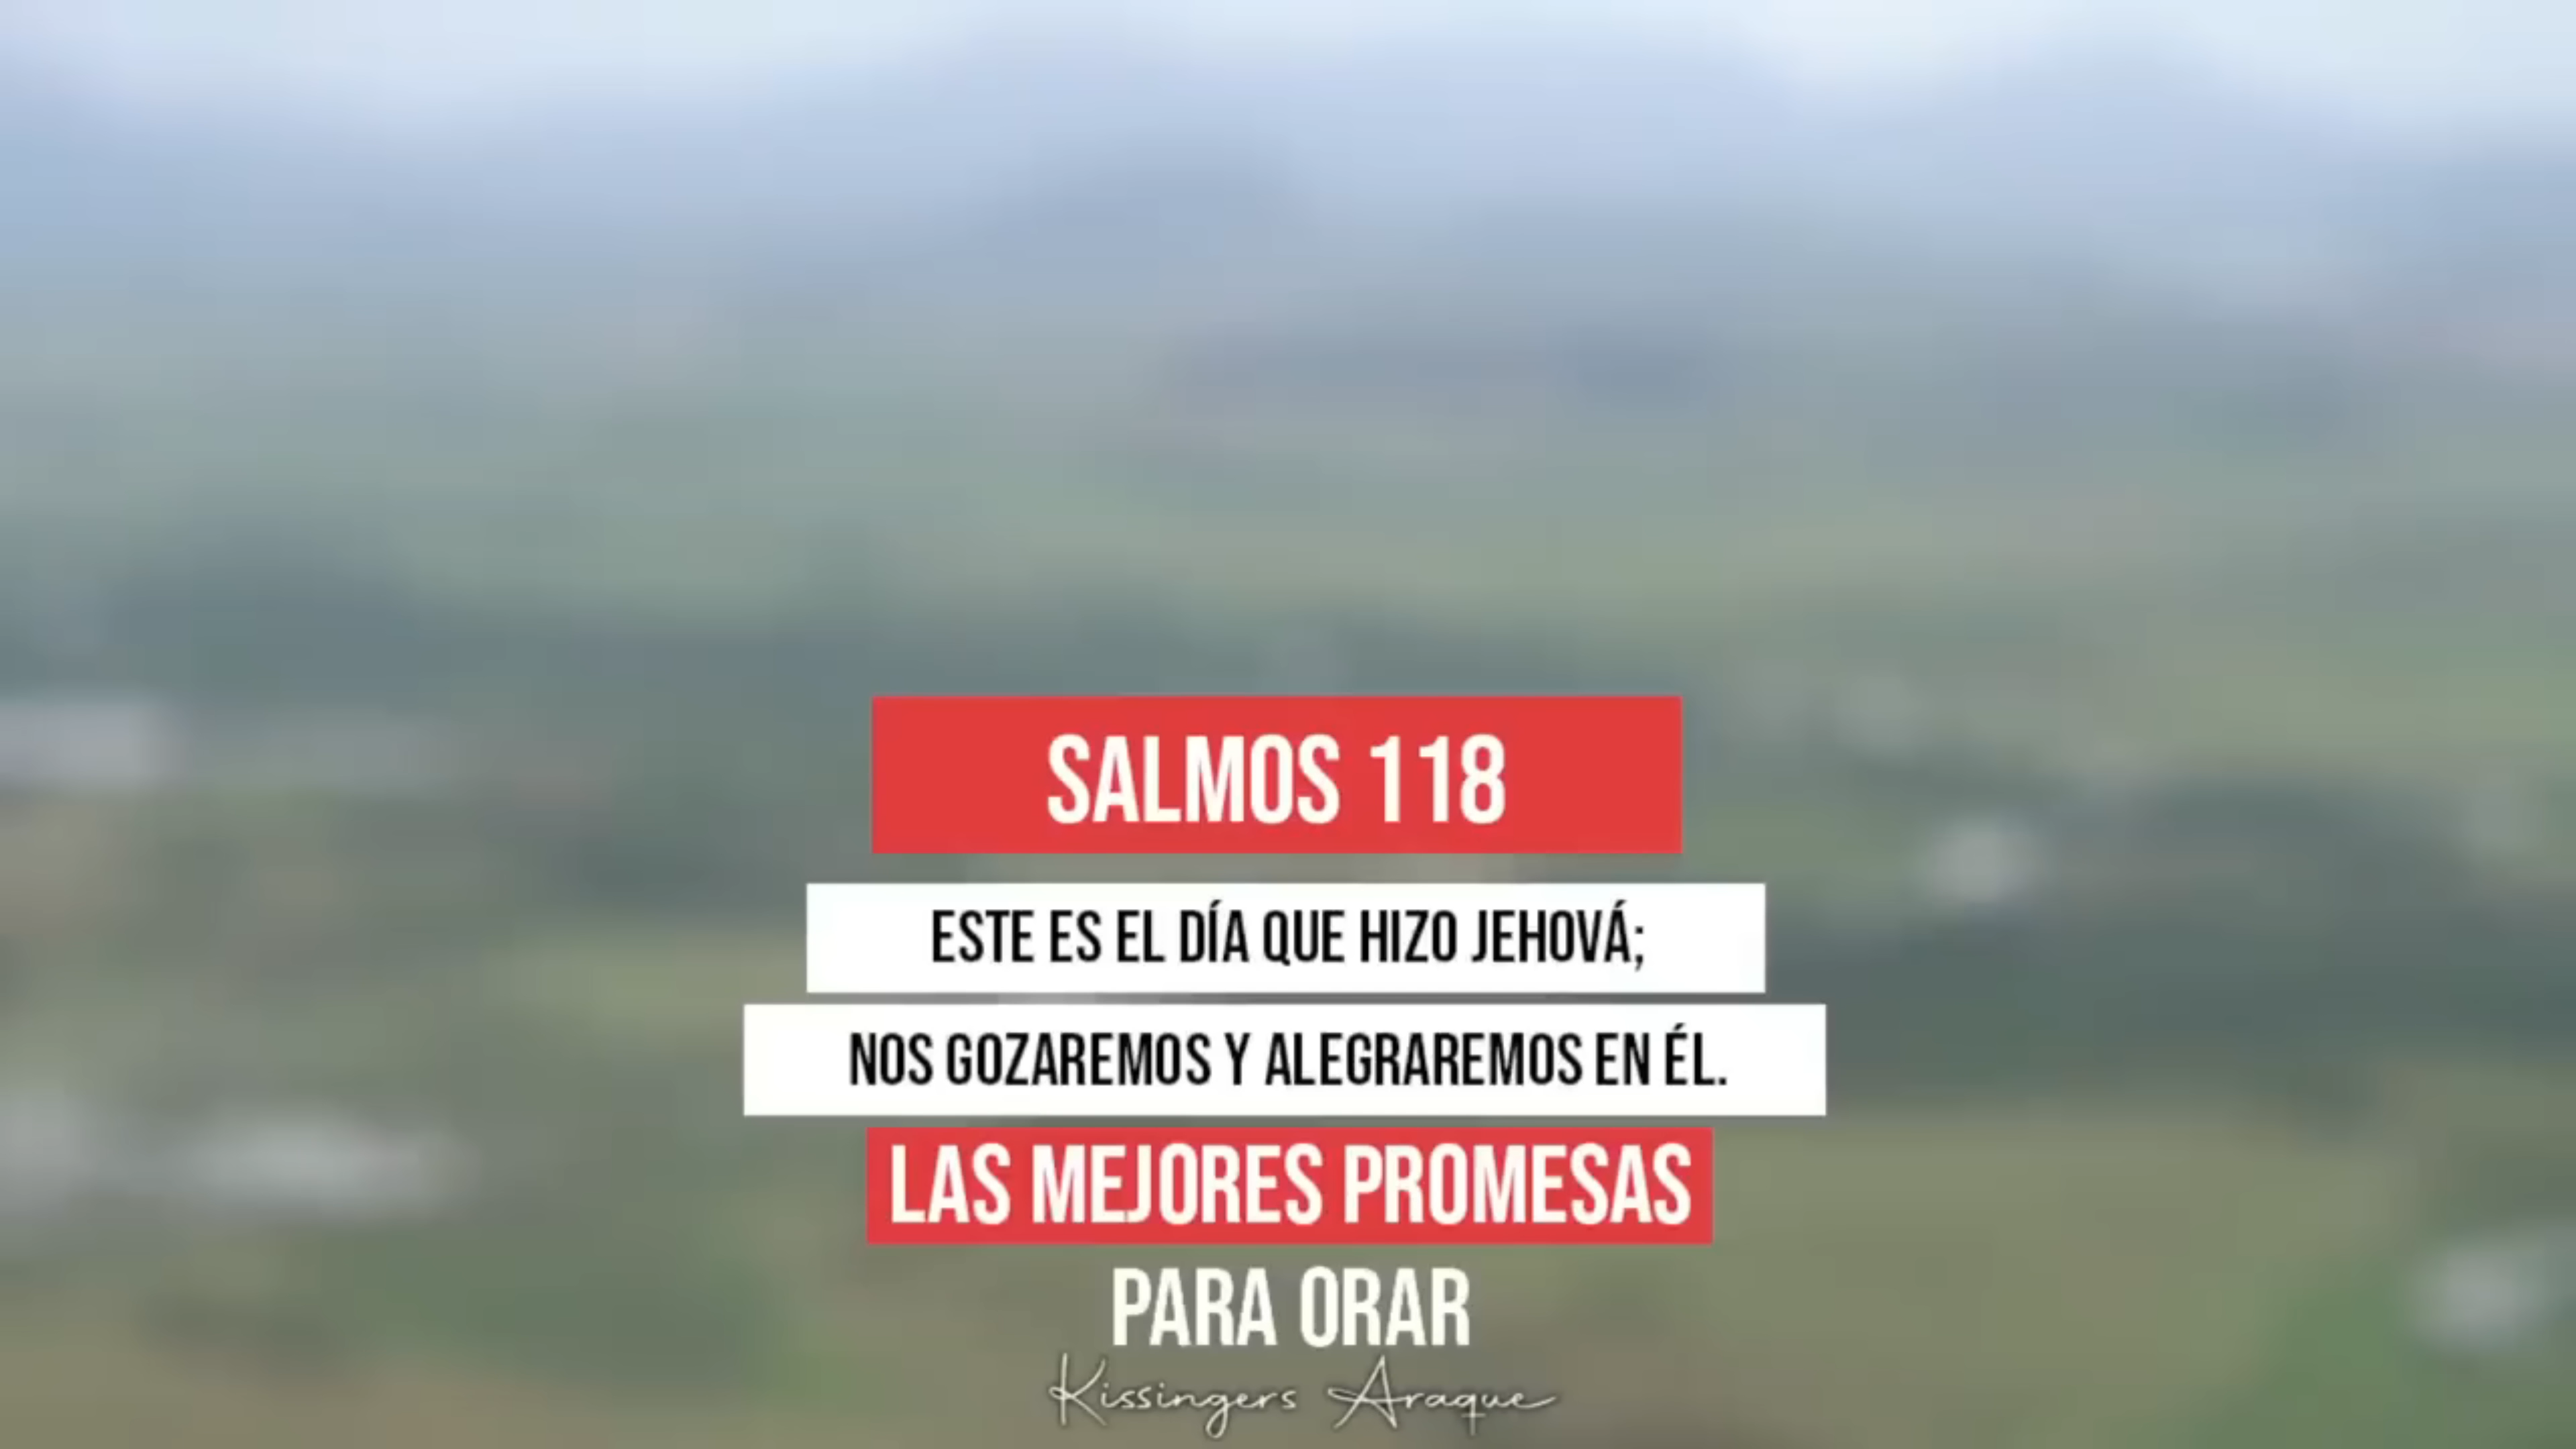 SALMOS 118
ESTE ES EL DÍA QUE HIZO JEHOVÁ;
NOS GOZAREMOS Y ALEGRAREMOS EN ÉL.
LAS MEJORES PROMESAS
PARA ORAR
Kissingers Araque